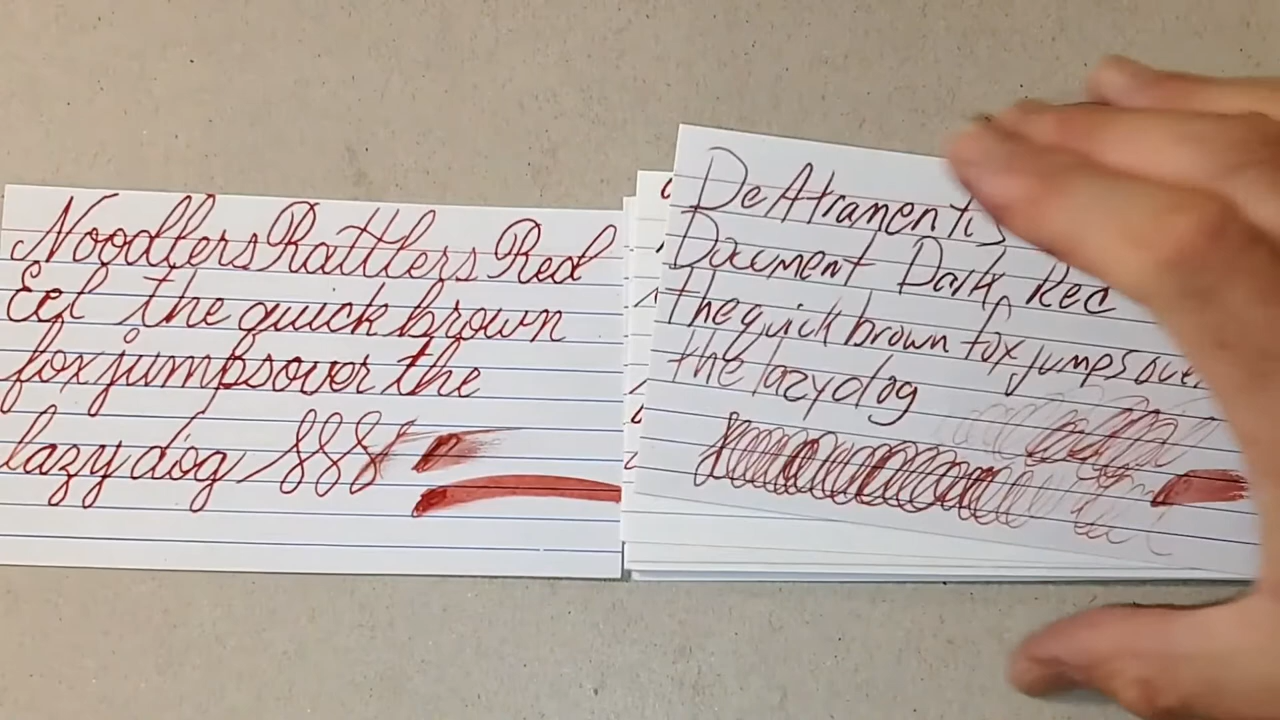 Noodlers Rattlers Red
Eel the quick brown
fox jumps over the
lazy dog
De Atramentis
Document Dark Red
the quick brown fox jumps over
the lazy dog